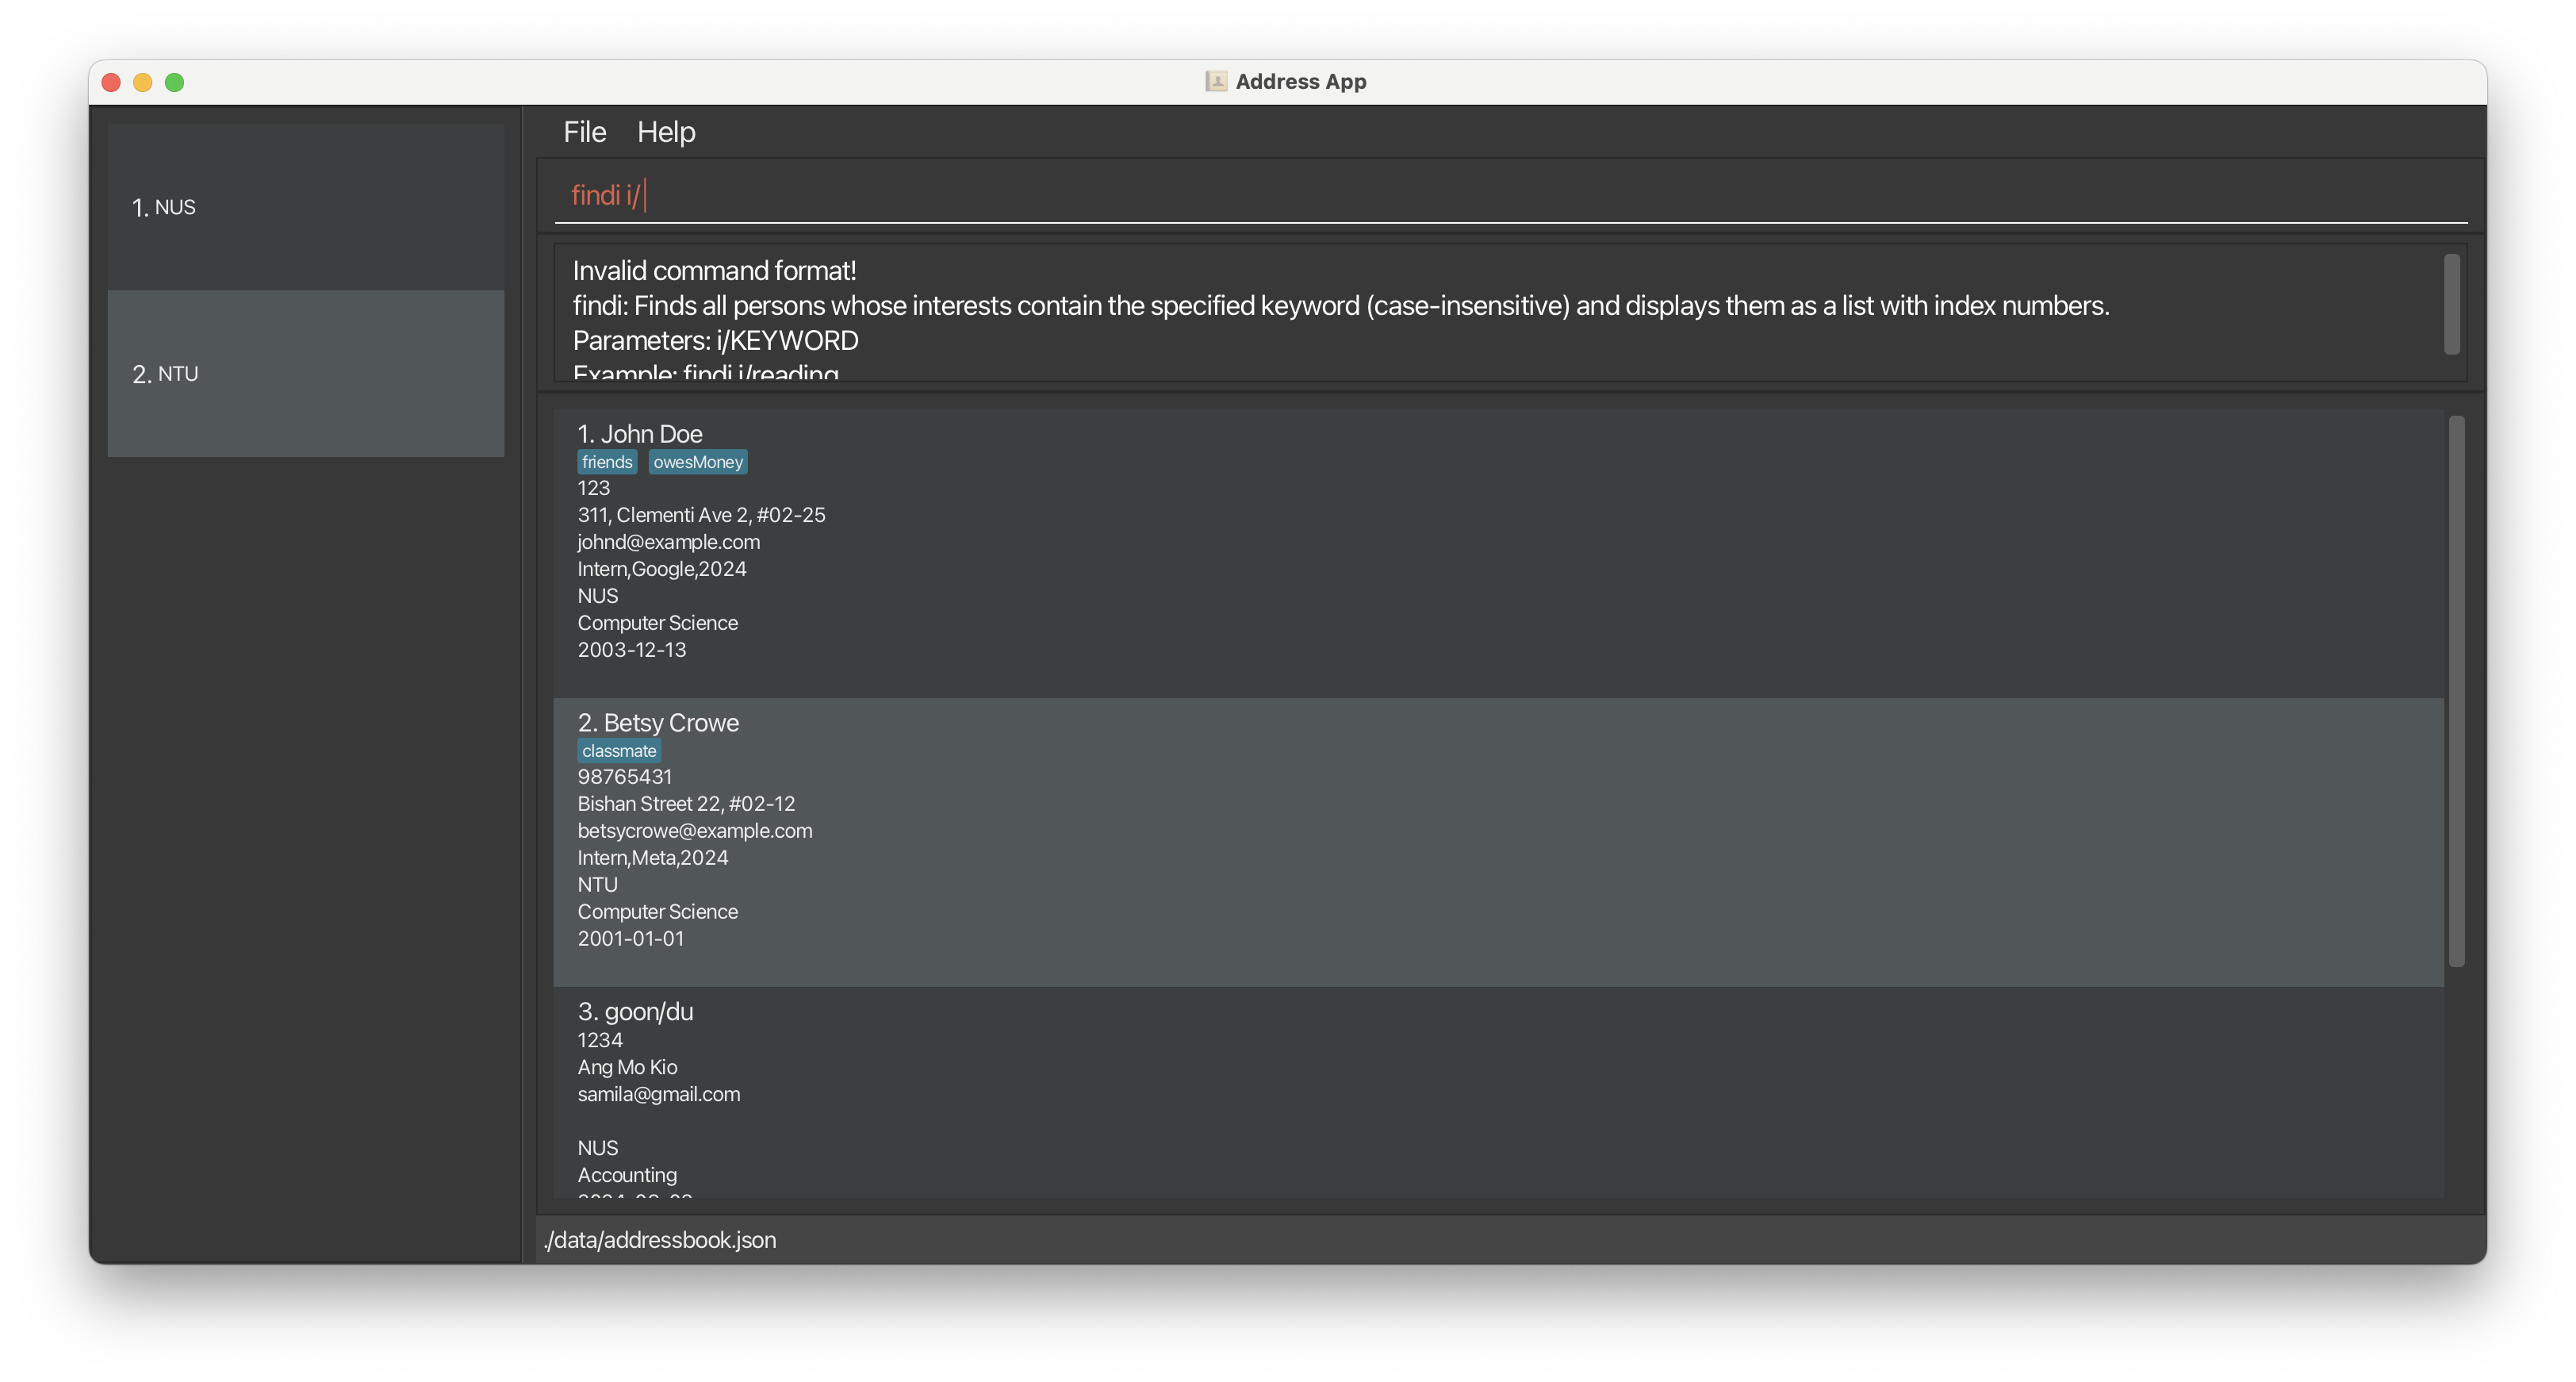 Address App
1. NUS
2. NTU
File Help
findi i/
Invalid command format!
findi: Finds all persons whose interests contain the specified keyword (case-insensitive) and displays them as a list with index numbers.
Parameters: i/KEYWORD
Example: findi i/reading
1. John Doe
friends owesMoney
123
311, Clementi Ave 2, #02-25
johnd@example.com
Intern,Google,2024
NUS
Computer Science
2003-12-13
2. Betsy Crowe
classmate
98765431
Bishan Street 22, #02-12
betsycrowe@example.com
Intern,Meta,2024
NTU
Computer Science
2001-01-01
3. goon/du
1234
Ang Mo Kio
samila@gmail.com
NUS
Accounting
./data/addressbook.json